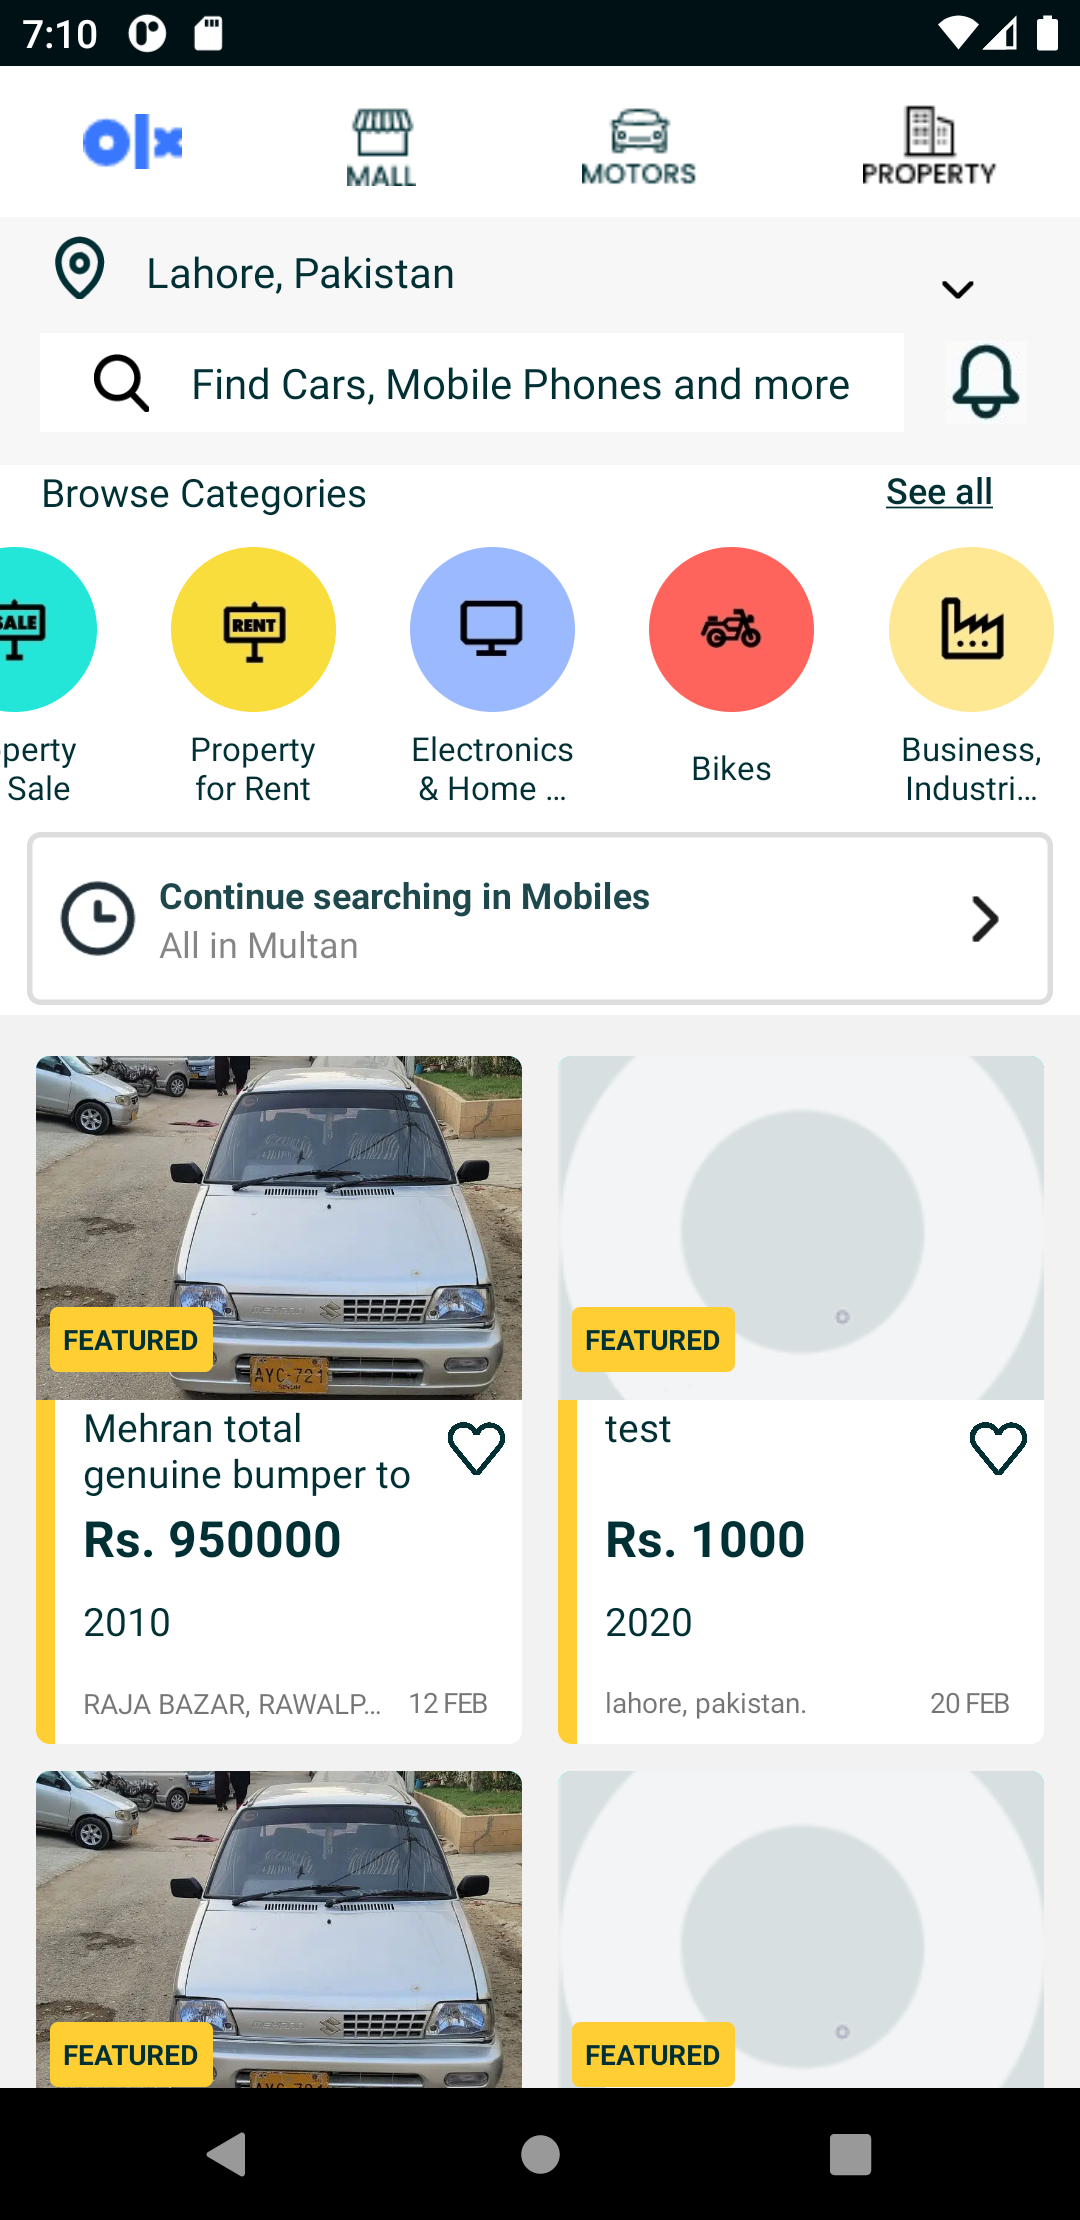 7:10
olx
MALL
MOTORS
PROPERTY
Lahore, Pakistan
Find Cars, Mobile Phones and more
Browse Categories
See all
SALE
RENT
perty
Sale
Property
for Rent
Electronics
& Home ...
Bikes
Business,
Industri...
Continue searching in Mobiles
All in Multan
FEATURED
AYC-721
SINDH
FEATURED
Mehran total
genuine bumper to
Rs. 950000
2010
RAJA BAZAR, RAWALP...
12 FEB
test
Rs. 1000
2020
lahore, pakistan.
20 FEB
FEATURED
AYC-721
FEATURED